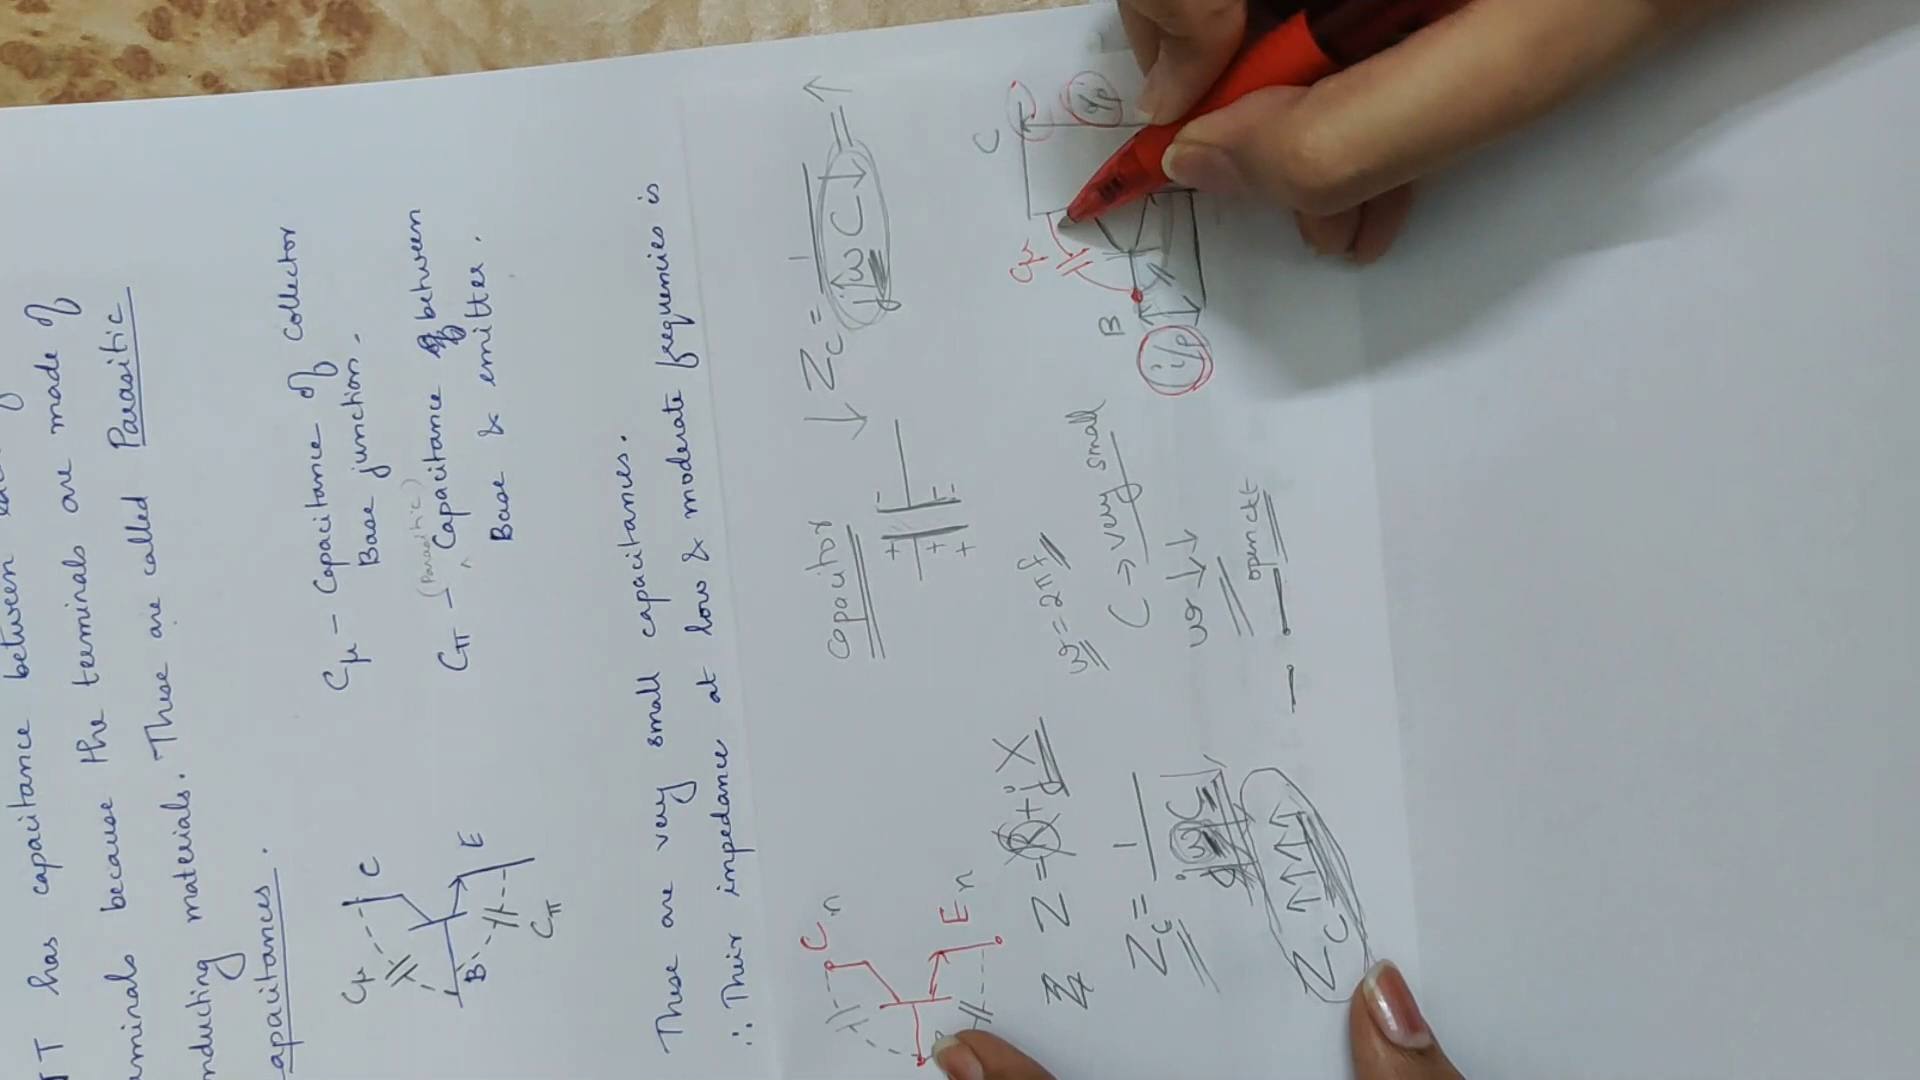 T has capacitance between
terminals because the terminals are made of
conducting materials. These are called Parasitic
capacitances.
Cμ
C
B
E
Cπ
Cμ – Capacitance of collector
Base junction.
(Parasitic)
Cπ – Capacitance between
Base & emitter.
These are very small capacitances.
∴ Their impedance at low & moderate frequencies is
C n
E n
Z = R + jX
Zc = 1
jωC
Zc ↑↑↑↑
capacitor
+ -
+ -
+
ω = 2πf
C → very small
ω ↓↓
open ckt
↓ Zc = 1
j↑ω C↓ = ↑
C
o/p
Cμ
B
i/p